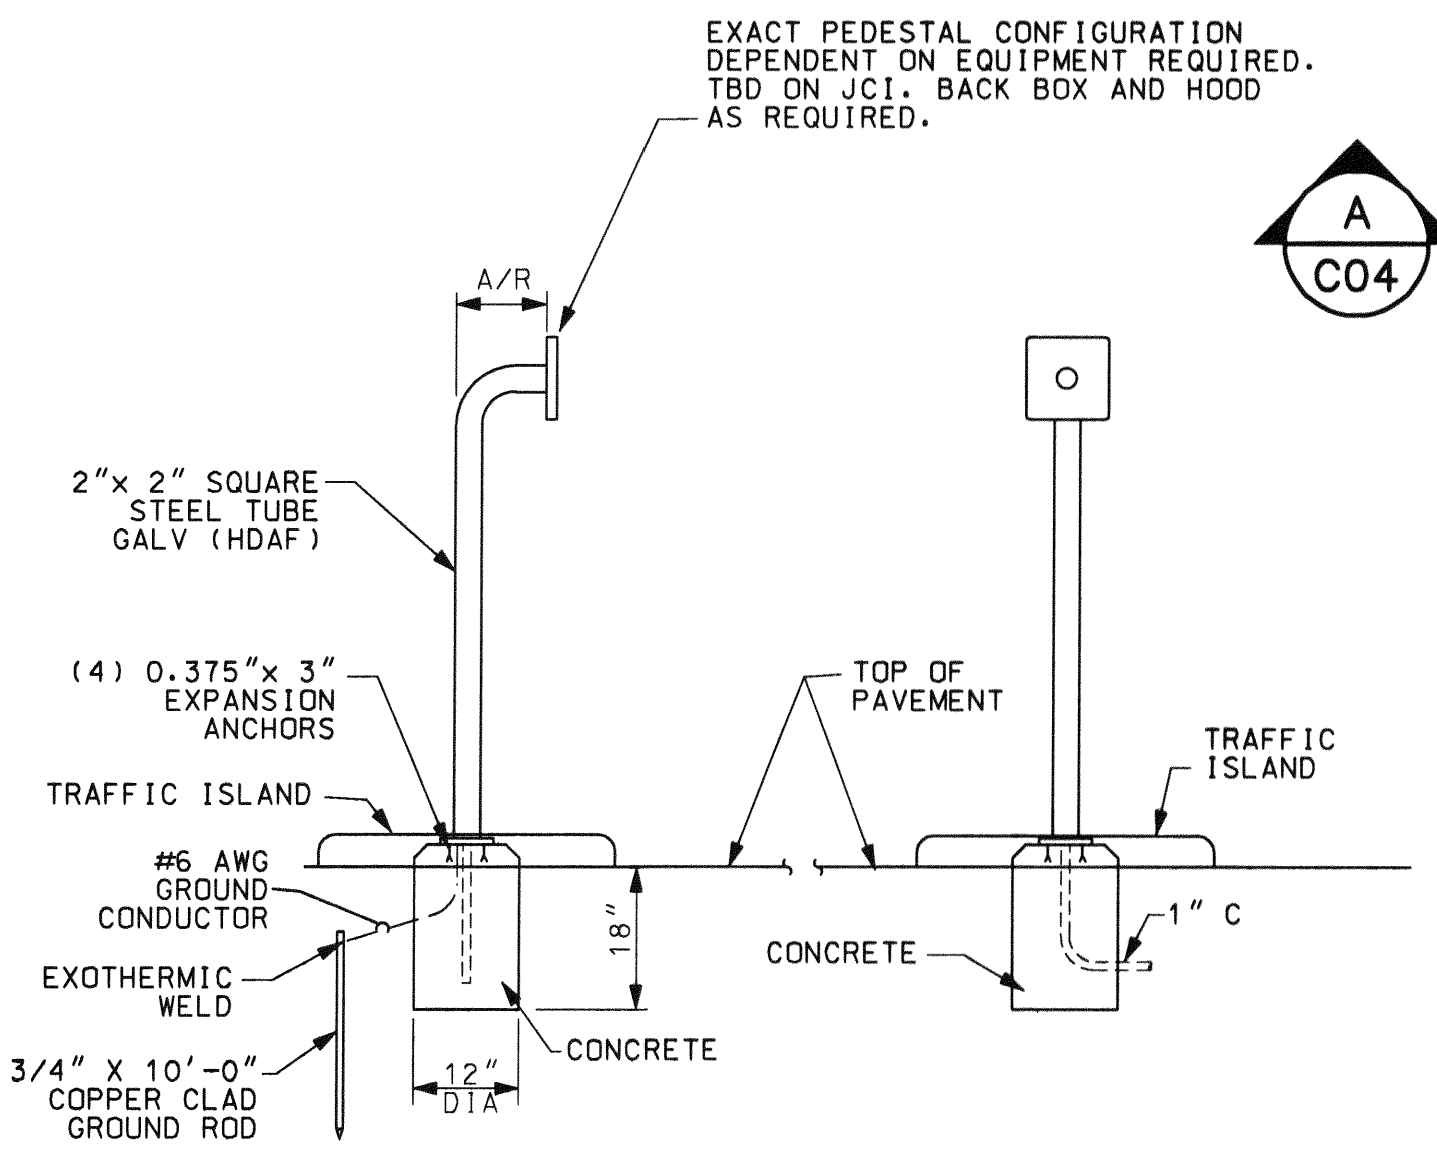 EXACT PEDESTAL CONFIGURATION
DEPENDENT ON EQUIPMENT REQUIRED.
TBD ON JCI. BACK BOX AND HOOD
AS REQUIRED.
A
C04
A/R
2"x 2" SQUARE
STEEL TUBE
GALV (HDAF)
(4) 0.375"x 3"
EXPANSION
ANCHORS
TOP OF
PAVEMENT
TRAFFIC
ISLAND
TRAFFIC ISLAND
#6 AWG
GROUND
CONDUCTOR
18"
1" C
CONCRETE
EXOTHERMIC
WELD
CONCRETE
3/4" X 10'-0"
COPPER CLAD
GROUND ROD
12"
DIA